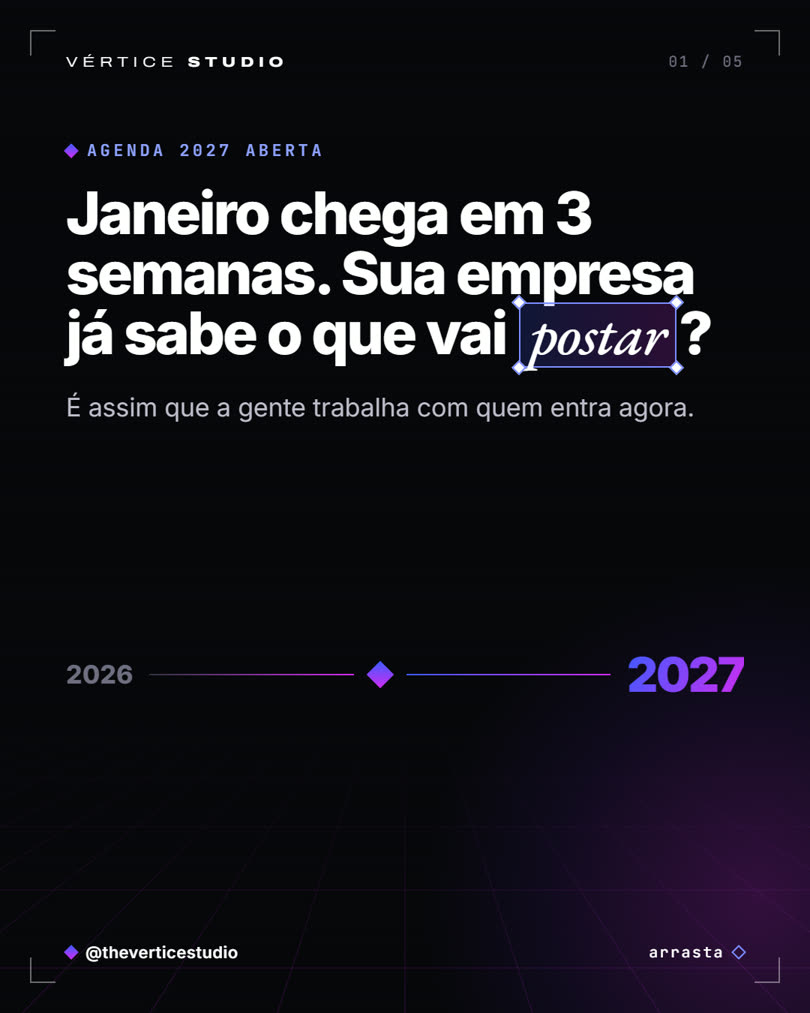 VÉRTICE STUDIO
01 / 05
AGENDA 2027 ABERTA
Janeiro chega em 3
semanas. Sua empresa
já sabe o que vai postar?
É assim que a gente trabalha com quem entra agora.
2026
2027
@theverticestudio
arrasta